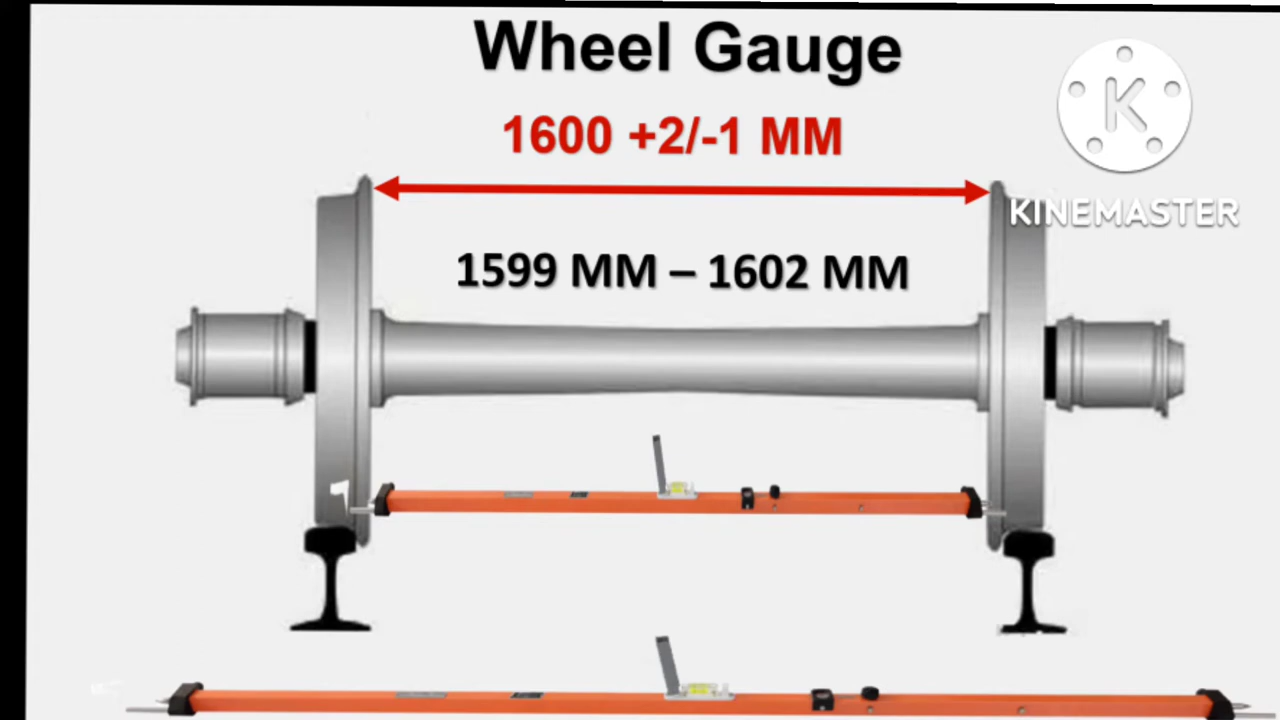 Wheel Gauge
1600 +2/-1 MM
K
KINEMASTER
1599 MM – 1602 MM